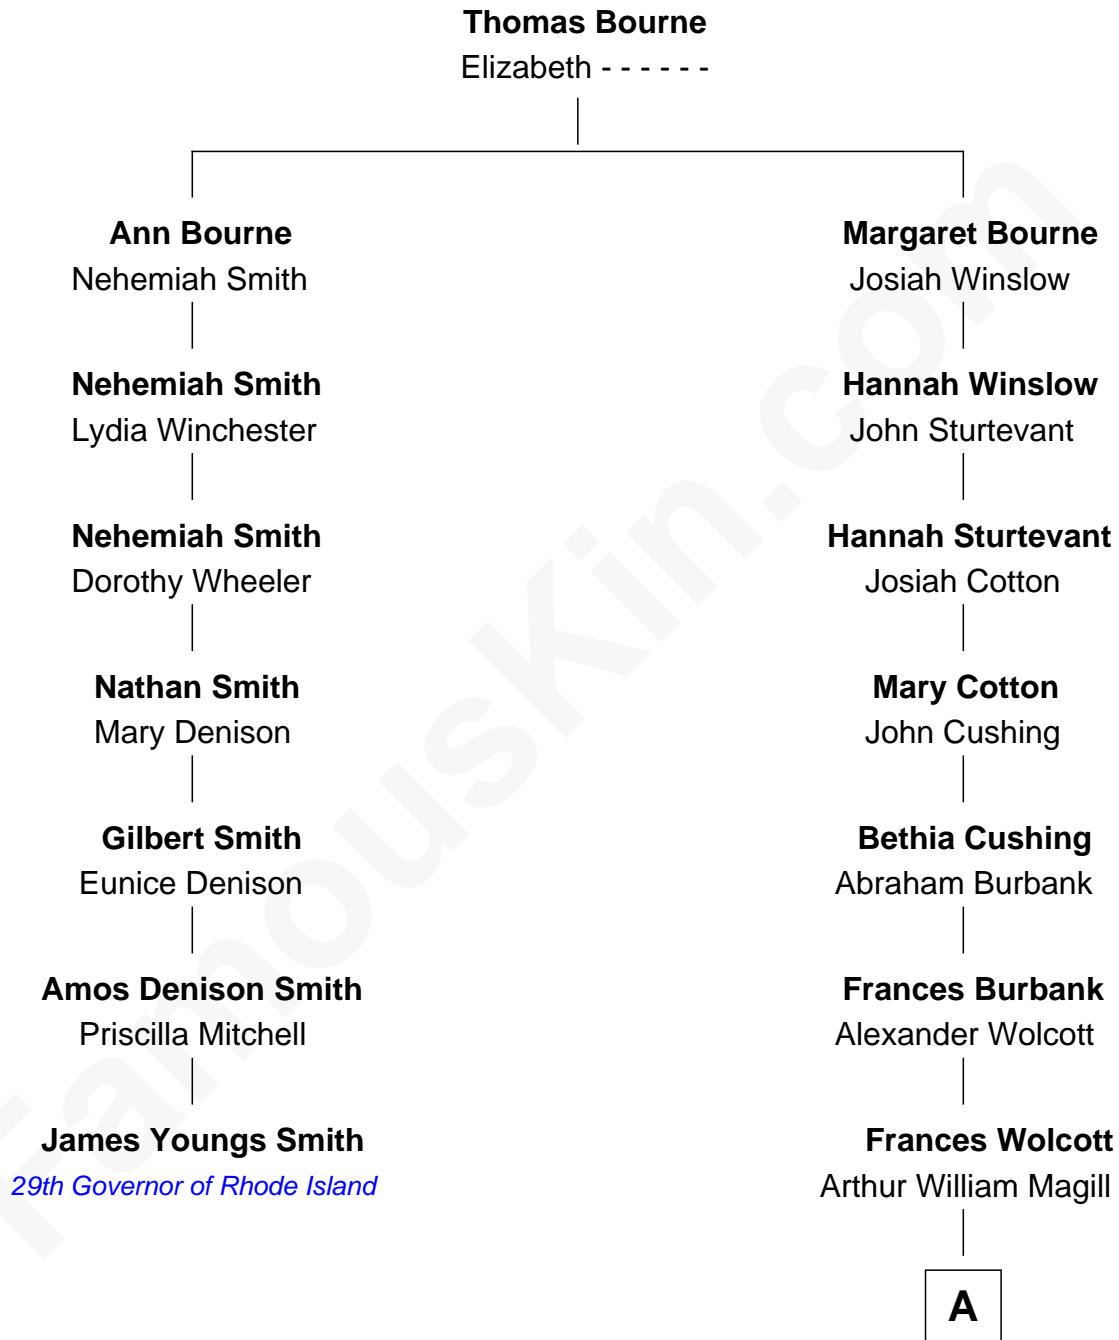 Thomas Bourne
Elizabeth - - - - - -
Ann Bourne
Nehemiah Smith
Margaret Bourne
Josiah Winslow
Nehemiah Smith
Lydia Winchester
Hannah Winslow
John Sturtevant
Nehemiah Smith
Dorothy Wheeler
Hannah Sturtevant
Josiah Cotton
Nathan Smith
Mary Denison
Mary Cotton
John Cushing
Gilbert Smith
Eunice Denison
Bethia Cushing
Abraham Burbank
Amos Denison Smith
Priscilla Mitchell
Frances Burbank
Alexander Wolcott
James Youngs Smith
29th Governor of Rhode Island
Frances Wolcott
Arthur William Magill
A
FamousKin.com